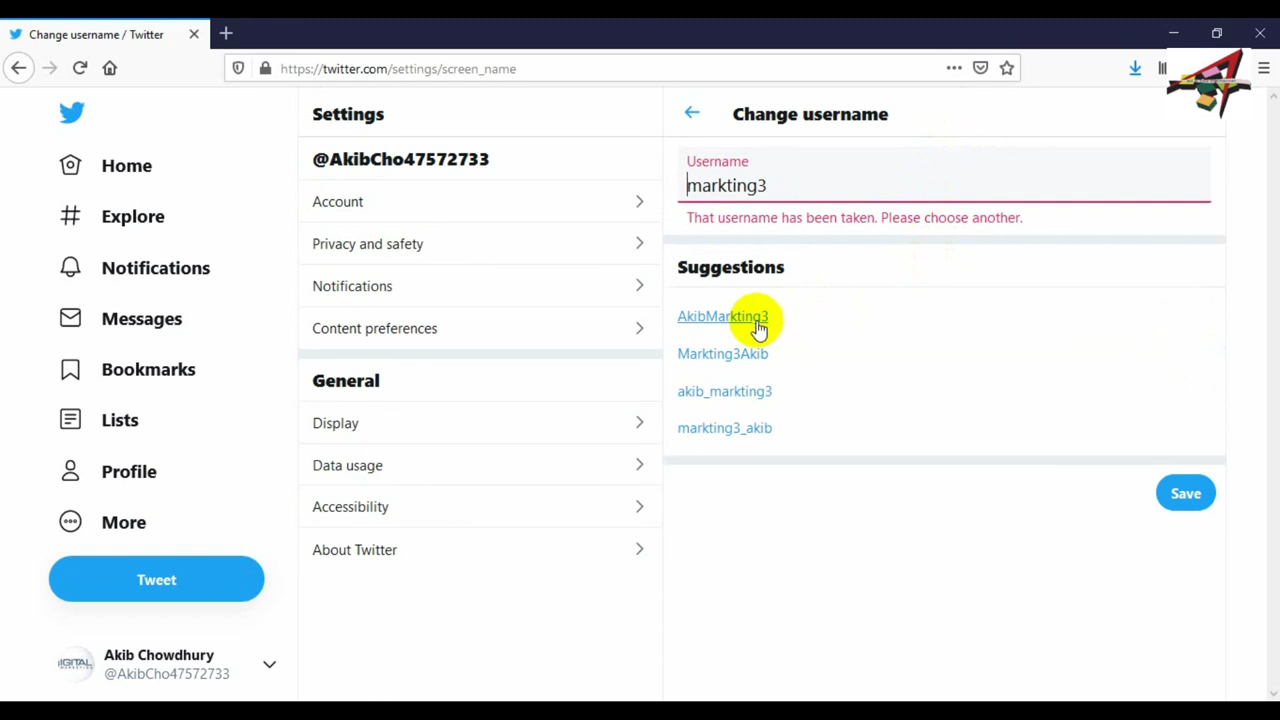 Change username / Twitter
https://twitter.com/settings/screen_name
Home
Explore
Notifications
Messages
Bookmarks
Lists
Profile
More
Tweet
Akib Chowdhury
@AkibCho47572733
Settings
@AkibCho47572733
Account
Privacy and safety
Notifications
Content preferences
General
Display
Data usage
Accessibility
About Twitter
Change username
Username
markting3
That username has been taken. Please choose another.
Suggestions
AkibMarkting3
Markting3Akib
akib_markting3
markting3_akib
Save